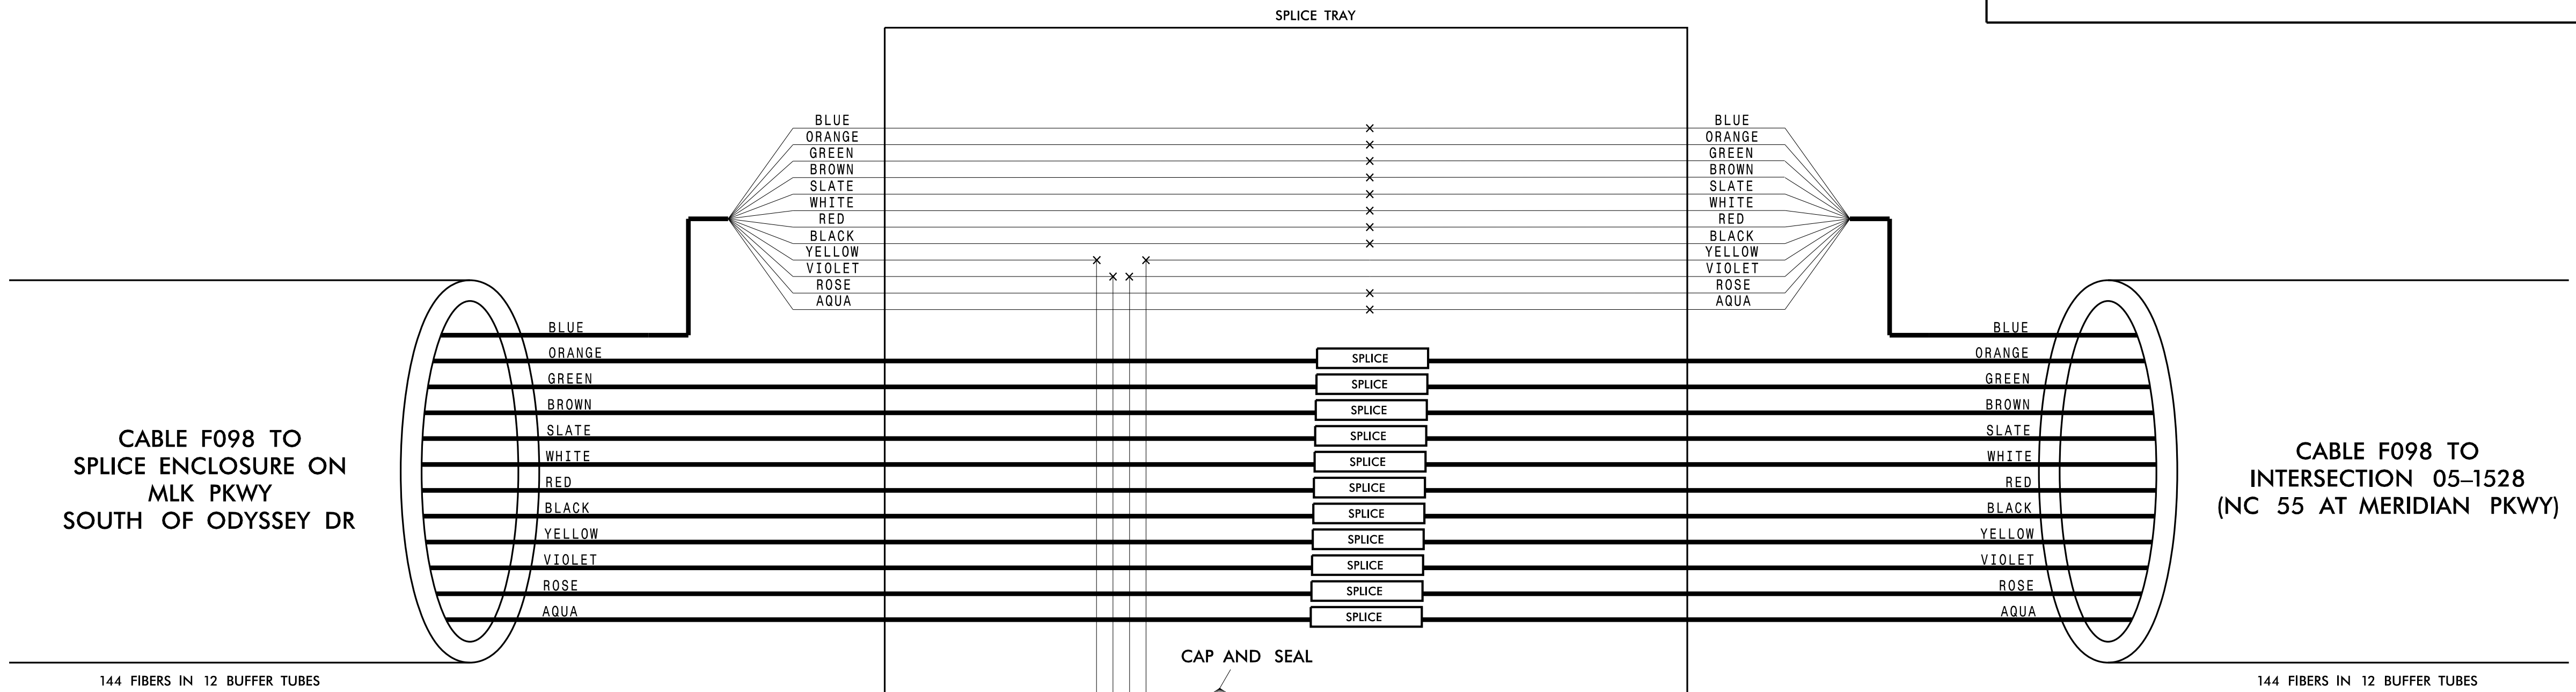 SPLICE TRAY
BLUE
ORANGE
GREEN
BROWN
SLATE
WHITE
RED
BLACK
YELLOW
VIOLET
ROSE
AQUA
BLUE
ORANGE
GREEN
BROWN
SLATE
WHITE
RED
BLACK
YELLOW
VIOLET
ROSE
AQUA
CABLE F098 TO
SPLICE ENCLOSURE ON
MLK PKWY
SOUTH OF ODYSSEY DR
BLUE
ORANGE
GREEN
BROWN
SLATE
WHITE
RED
BLACK
YELLOW
VIOLET
ROSE
AQUA
SPLICE
SPLICE
SPLICE
SPLICE
SPLICE
SPLICE
SPLICE
SPLICE
SPLICE
SPLICE
SPLICE
BLUE
ORANGE
GREEN
BROWN
SLATE
WHITE
RED
BLACK
YELLOW
VIOLET
ROSE
AQUA
CABLE F098 TO
INTERSECTION 05–1528
(NC 55 AT MERIDIAN PKWY)
CAP AND SEAL
144 FIBERS IN 12 BUFFER TUBES
144 FIBERS IN 12 BUFFER TUBES